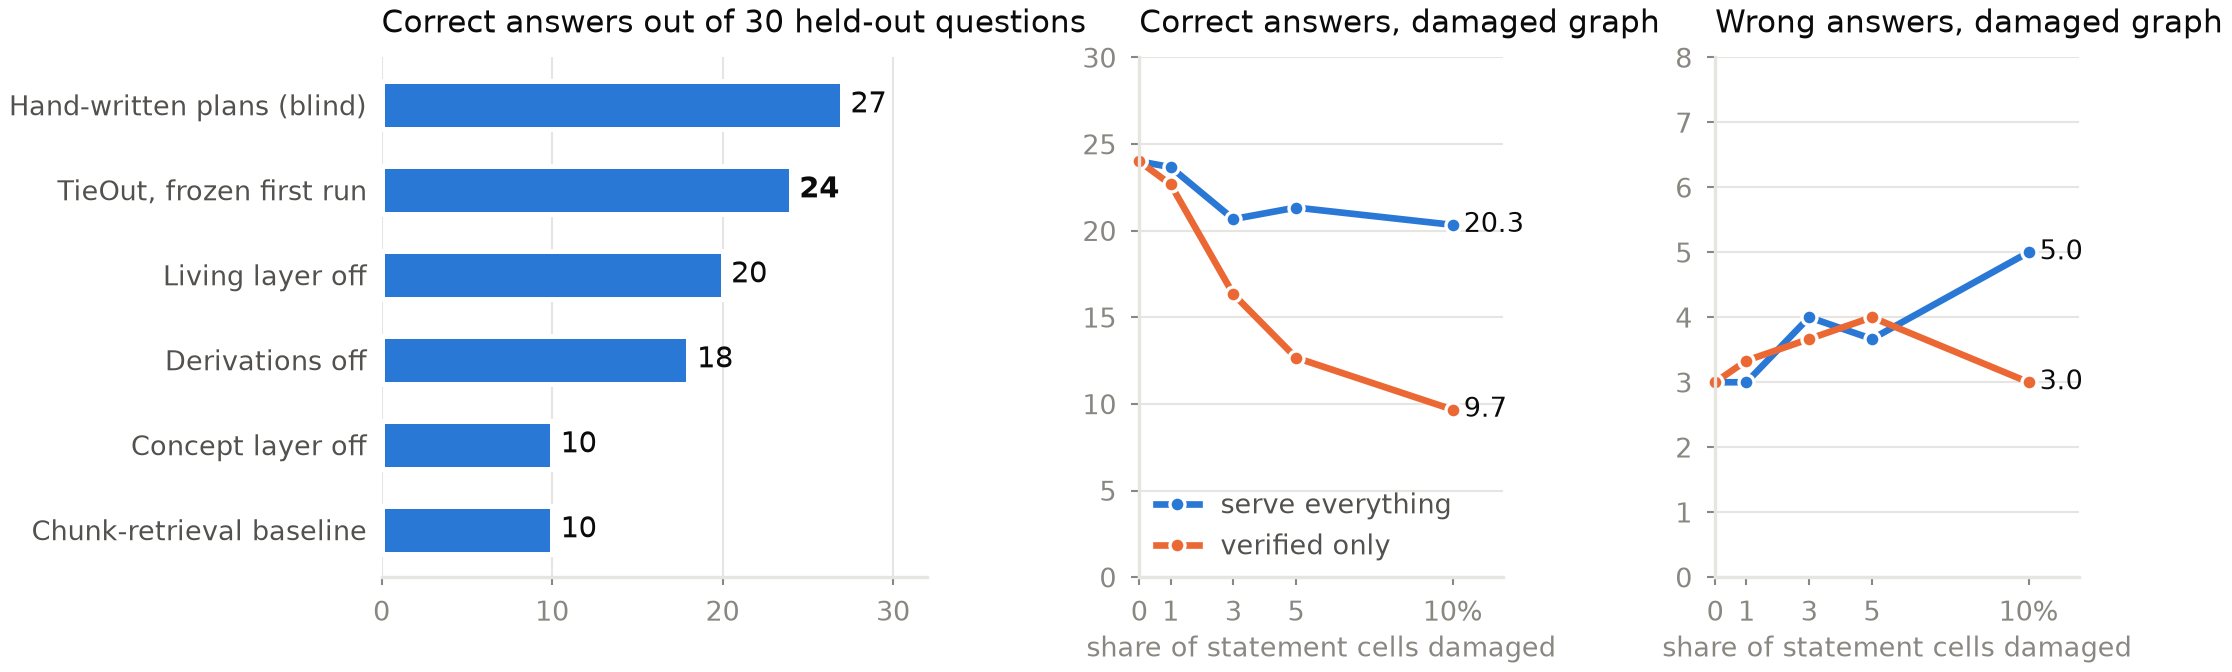 Correct answers out of 30 held-out questions
Hand-written plans (blind)
27
TieOut, frozen first run
24
Living layer off
20
Derivations off
18
Concept layer off
10
Chunk-retrieval baseline
10
0 10 20 30
Correct answers, damaged graph
30
25
20
15
10
5
0
20.3
9.7
serve everything
verified only
0 1 3 5 10%
share of statement cells damaged
Wrong answers, damaged graph
8
7
6
5
4
3
2
1
0
5.0
3.0
0 1 3 5 10%
share of statement cells damaged